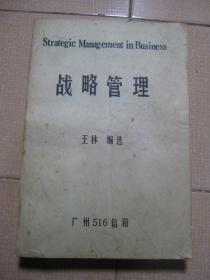 Strategic Management in Business
战略管理
王林 编选
广州516信箱